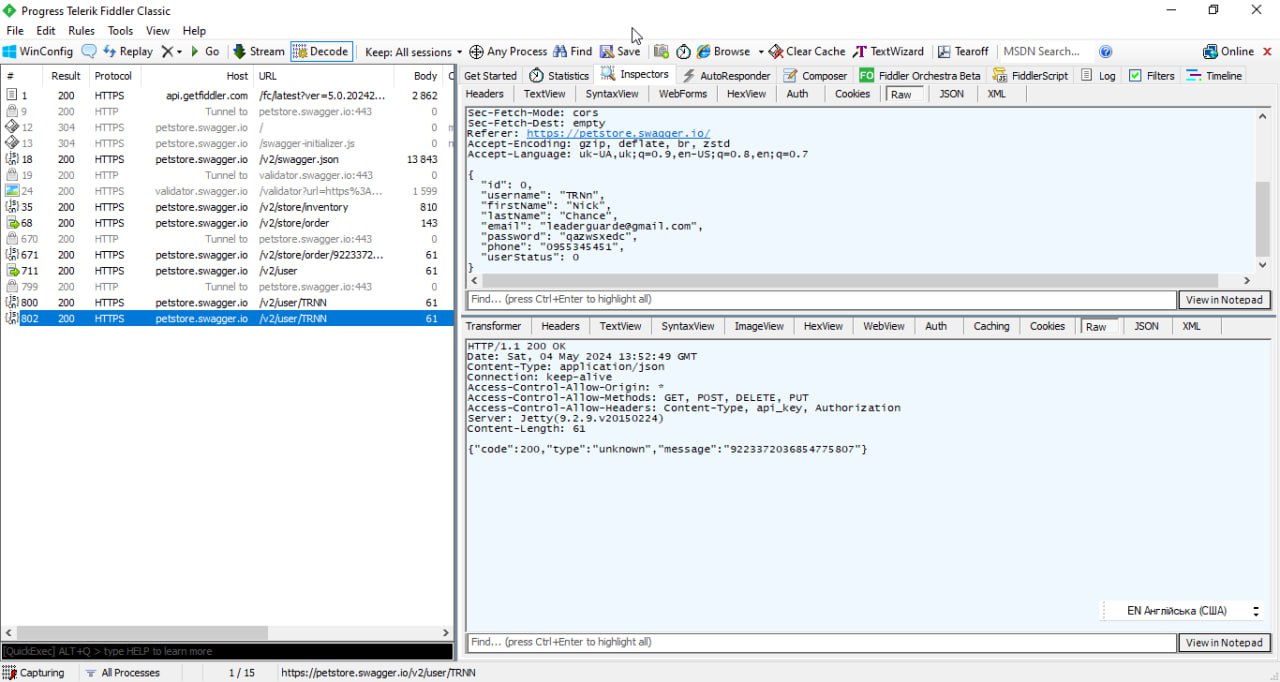 Progress Telerik Fiddler Classic
File Edit Rules Tools View Help
WinConfig Replay Go Stream Decode Keep: All sessions Any Process Find Save Browse Clear Cache TextWizard Tearoff MSDN Search... Online
# Result Protocol Host URL Body C
1 200 HTTPS api.getfiddler.com /fc/latest?ver=5.0.20242... 2 862
9 200 HTTP Tunnel to petstore.swagger.io:443 0
12 304 HTTPS petstore.swagger.io / 0 n
13 304 HTTPS petstore.swagger.io /swagger-initializer.js 0 n
18 200 HTTPS petstore.swagger.io /v2/swagger.json 13 843
19 200 HTTP Tunnel to validator.swagger.io:443 0
24 200 HTTPS validator.swagger.io /validator?url=https%3A... 1 599
35 200 HTTPS petstore.swagger.io /v2/store/inventory 810
68 200 HTTPS petstore.swagger.io /v2/store/order 143
670 200 HTTP Tunnel to petstore.swagger.io:443 0
671 200 HTTPS petstore.swagger.io /v2/store/order/9223372... 61
711 200 HTTPS petstore.swagger.io /v2/user 61
799 200 HTTP Tunnel to petstore.swagger.io:443 0
800 200 HTTPS petstore.swagger.io /v2/user/TRNN 61
802 200 HTTPS petstore.swagger.io /v2/user/TRNN 61
[QuickExec] ALT+Q > type HELP to learn more
Get Started Statistics Inspectors AutoResponder Composer FO Fiddler Orchestra Beta FiddlerScript Log Filters Timeline
Headers TextView SyntaxView WebForms HexView Auth Cookies Raw JSON XML
Sec-Fetch-Mode: cors
Sec-Fetch-Dest: empty
Referer: https://petstore.swagger.io/
Accept-Encoding: gzip, deflate, br, zstd
Accept-Language: uk-UA,uk;q=0.9,en-US;q=0.8,en;q=0.7
{
"id": 0,
"username": "TRNn",
"firstName": "Nick",
"lastName": "Chance",
"email": "leaderguarde@gmail.com",
"password": "qazwsxedc",
"phone": "0955345451",
"userStatus": 0
}
Find... (press Ctrl+Enter to highlight all) View in Notepad
Transformer Headers TextView SyntaxView ImageView HexView WebView Auth Caching Cookies Raw JSON XML
HTTP/1.1 200 OK
Date: Sat, 04 May 2024 13:52:49 GMT
Content-Type: application/json
Connection: keep-alive
Access-Control-Allow-Origin: *
Access-Control-Allow-Methods: GET, POST, DELETE, PUT
Access-Control-Allow-Headers: Content-Type, api_key, Authorization
Server: Jetty(9.2.9.v20150224)
Content-Length: 61
{"code":200,"type":"unknown","message":"9223372036854775807"}
EN Англійська (США)
Find... (press Ctrl+Enter to highlight all) View in Notepad
Capturing All Processes 1 / 15 https://petstore.swagger.io/v2/user/TRNN